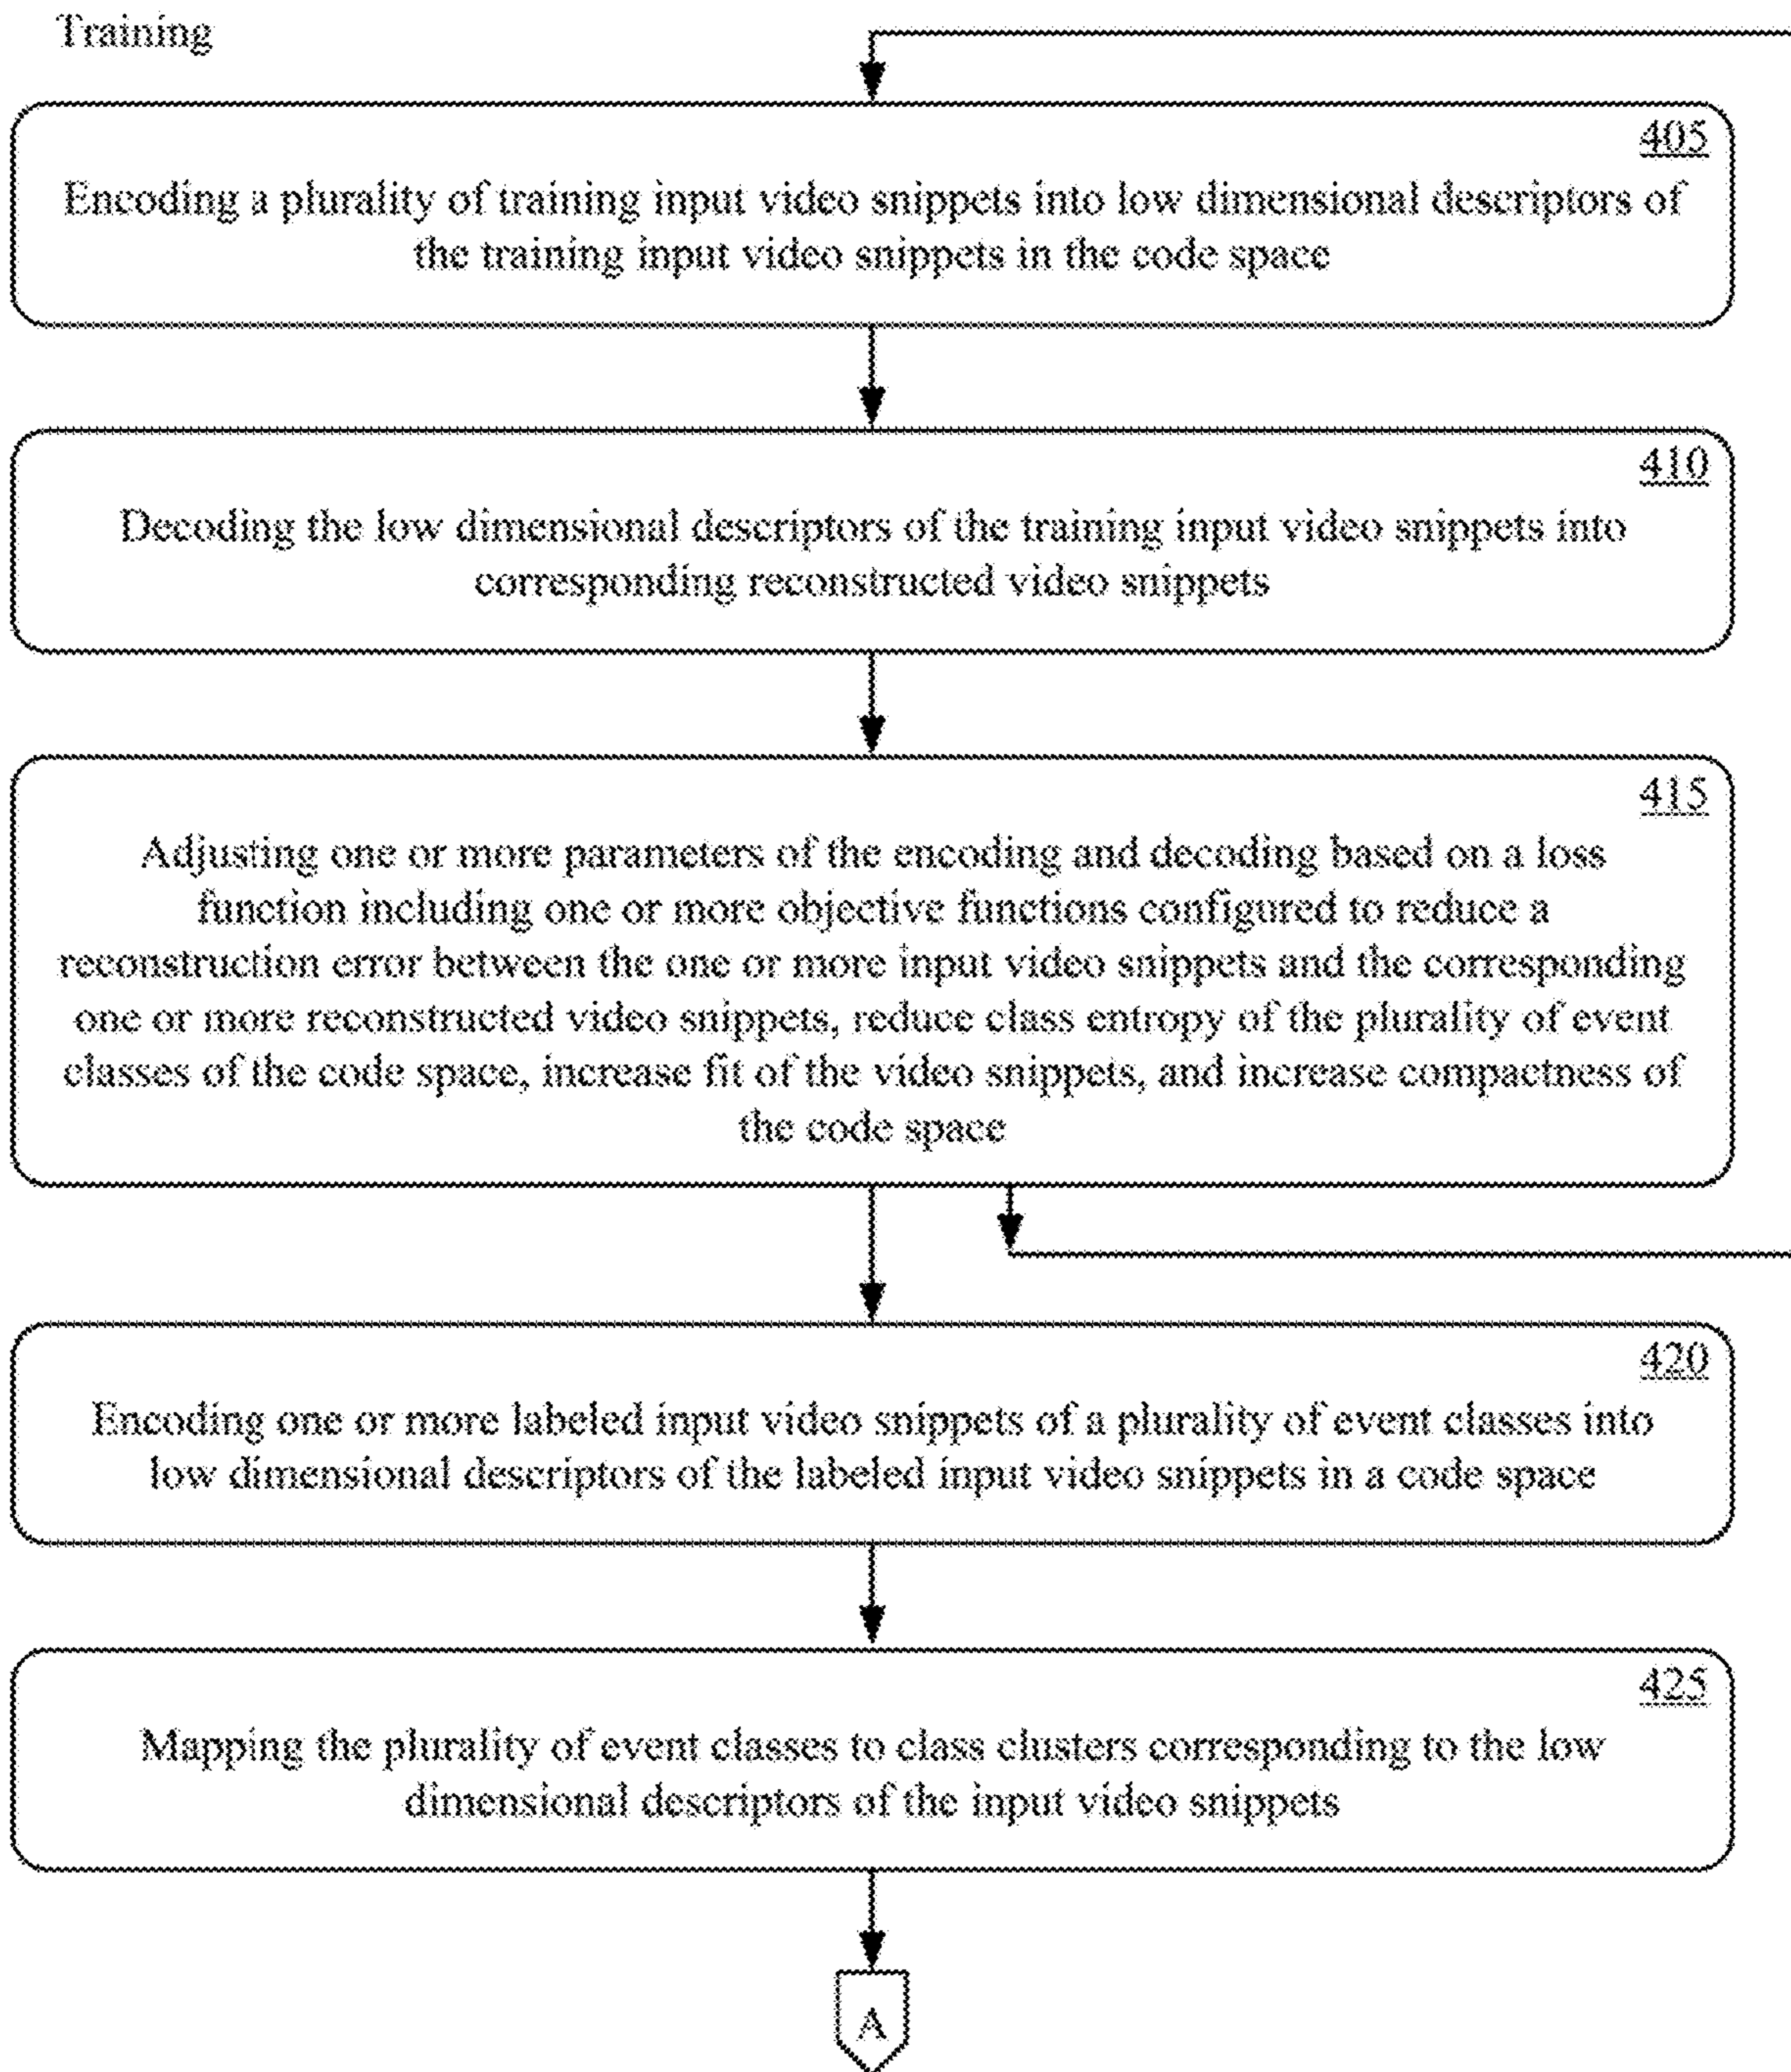 Training
405
Encoding a plurality of training input video snippets into low dimensional descriptors of
the training input video snippets in the code space
410
Decoding the low dimensional descriptors of the training input video snippets into
corresponding reconstructed video snippets
415
Adjusting one or more parameters of the encoding and decoding based on a loss
function including one or more objective functions configured to reduce a
reconstruction error between the one or more input video snippets and the corresponding
one or more reconstructed video snippets, reduce class entropy of the plurality of event
classes of the code space, increase fit of the video snippets, and increase compactness of
the code space
420
Encoding one or more labeled input video snippets of a plurality of event classes into
low dimensional descriptors of the labeled input video snippets in a code space
425
Mapping the plurality of event classes to class clusters corresponding to the low
dimensional descriptors of the input video snippets
A